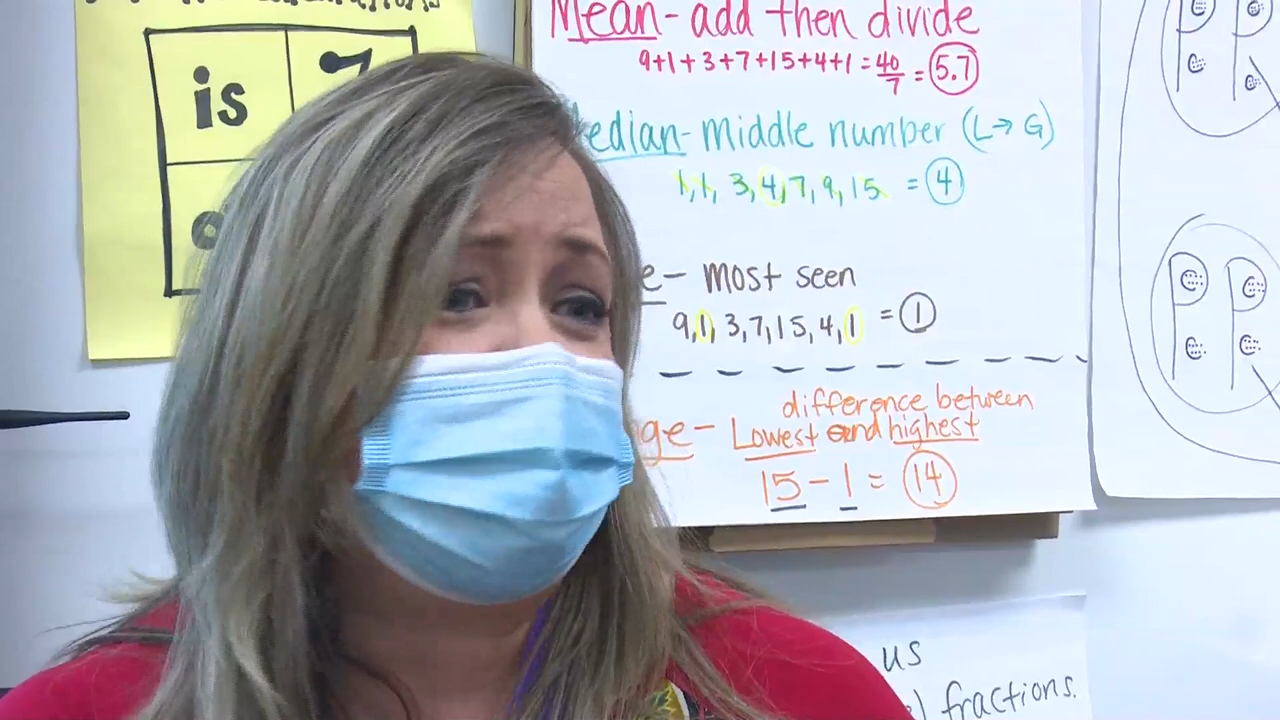 is
Mean- add then divide
9+1+3+7+15+4+1=40/7=5.7
edian- middle number (L→G)
1,1, 3,4,7,9,15 = 4
e- most seen
9,1,3,7,15,4,1 = 1
difference between
ge- Lowest and highest
15-1=14
us
fractions.